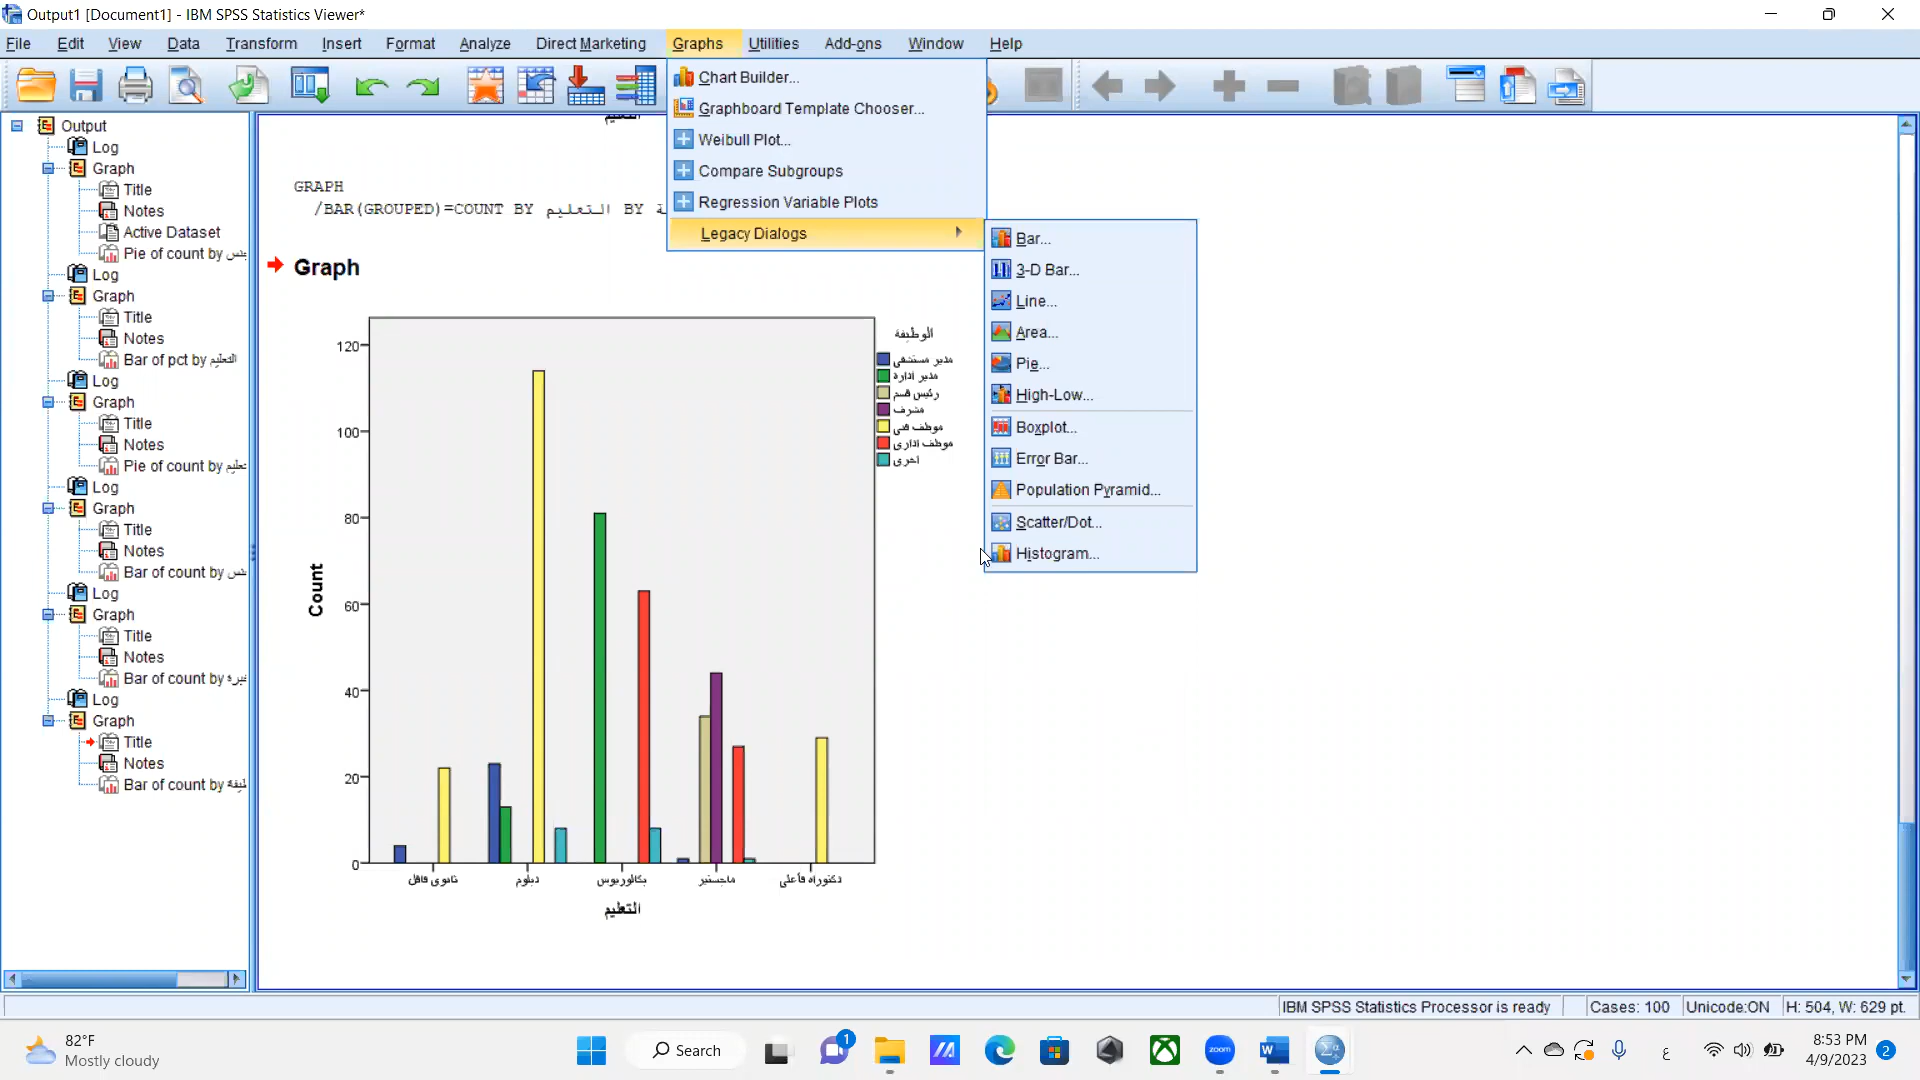 Output1 [Document1] - IBM SPSS Statistics Viewer*
File Edit View Data Transform Insert Format Analyze Direct Marketing Graphs Utilities Add-ons Window Help
Chart Builder...
Graphboard Template Chooser...
Weibull Plot...
Compare Subgroups
Regression Variable Plots
Legacy Dialogs
Bar...
3-D Bar...
Line...
Area...
Pie...
High-Low...
Boxplot...
Error Bar...
Population Pyramid...
Scatter/Dot...
Histogram...
Output
Log
Graph
Title
Notes
Active Dataset
Pie of count by
Log
Graph
Title
Notes
Bar of pct by التعليم
Log
Graph
Title
Notes
Pie of count by
Log
Graph
Title
Notes
Bar of count by
Log
Graph
Title
Notes
Bar of count by
Log
Graph
Title
Notes
Bar of count by
GRAPH
/BAR(GROUPED)=COUNT BY التعليم BY
Graph
الوظيفة
مدير مستشفى
مدير ادارة
رئيس قسم
مشرف
موظف فني
موظف اداري
اخرى
Count
120
100
80
60
40
20
0
ثانوي فاقل
دبلوم
بكالوريوس
ماجستير
دكتوراه فأعلى
التعليم
IBM SPSS Statistics Processor is ready Cases: 100 Unicode:ON H: 504, W: 629 pt.
82°F
Mostly cloudy
Search
1
zoom
ع
8:53 PM
4/9/2023
2